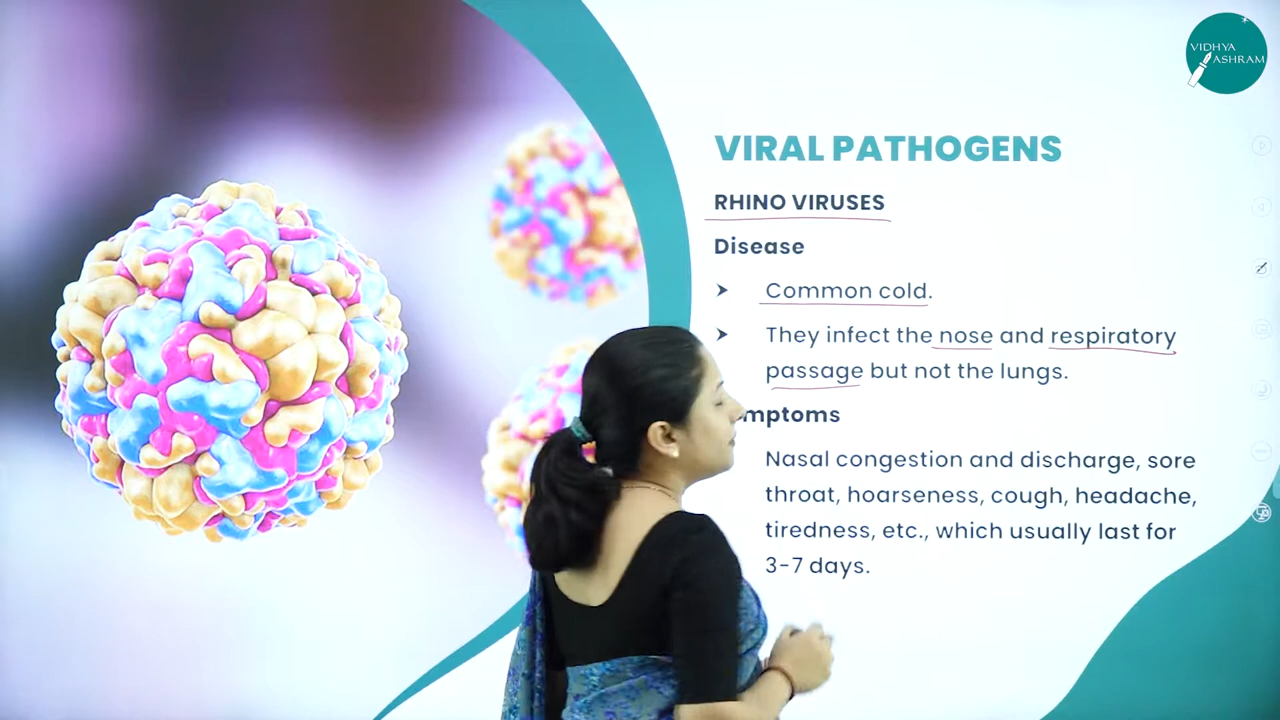 VIDHYA
ASHRAM
VIRAL PATHOGENS
RHINO VIRUSES
Disease
➤ Common cold.
➤ They infect the nose and respiratory
passage but not the lungs.
mptoms
Nasal congestion and discharge, sore
throat, hoarseness, cough, headache,
tiredness, etc., which usually last for
3-7 days.